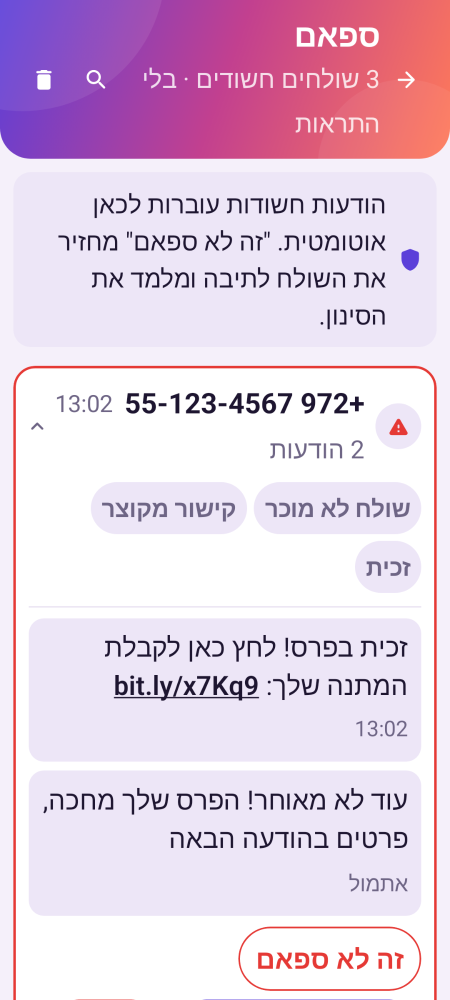 ספאם
3 שולחים חשודים · בלי
התראות
הודעות חשודות עוברות לכאן
אוטומטית. "זה לא ספאם" מחזיר
את השולח לתיבה ומלמד את
הסינון.
55-123-4567 972+ 13:02
2 הודעות
שולח לא מוכר קישור מקוצר
זכית
זכית בפרס! לחץ כאן לקבלת
המתנה שלך: bit.ly/x7Kq9
13:02
עוד לא מאוחר! הפרס שלך מחכה,
פרטים בהודעה הבאה
אתמול
זה לא ספאם